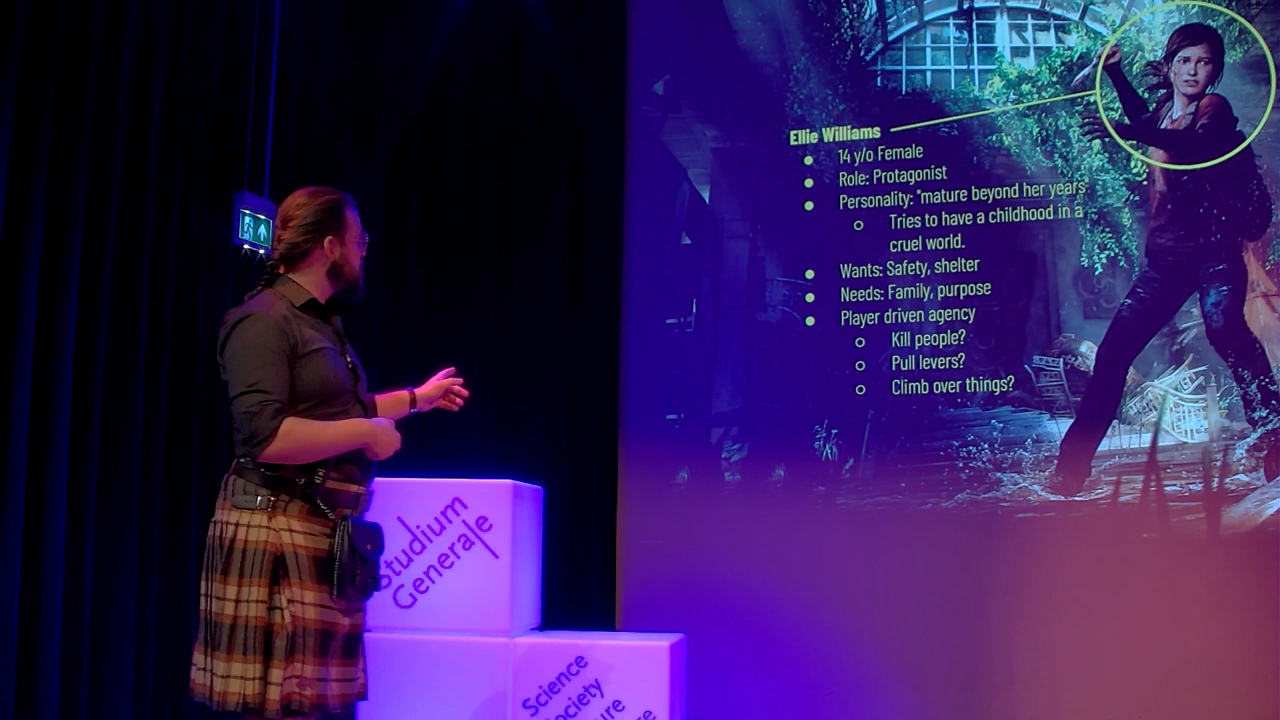 Ellie Williams
14 y/o Female
Role: Protagonist
Personality: "mature beyond her years
Tries to have a childhood in a
cruel world.
Wants: Safety, shelter
Needs: Family, purpose
Player driven agency
Kill people?
Pull levers?
Climb over things?
Studium
Generale
Science